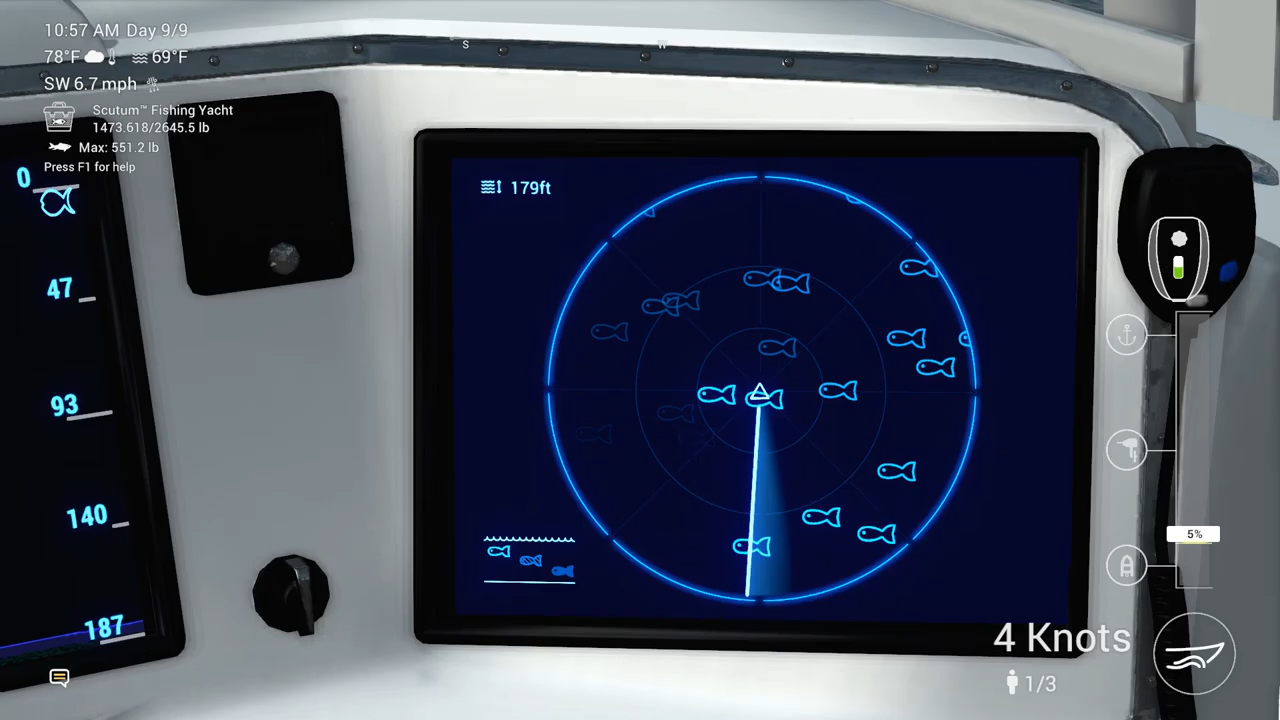 10:57 AM Day 9/9
78°F 69°F
SW 6.7 mph
Scutum™ Fishing Yacht
1473.618/2645.5 lb
Max: 551.2 lb
Press F1 for help
S
W
0
47
93
140
187
179ft
5%
4 Knots
1/3